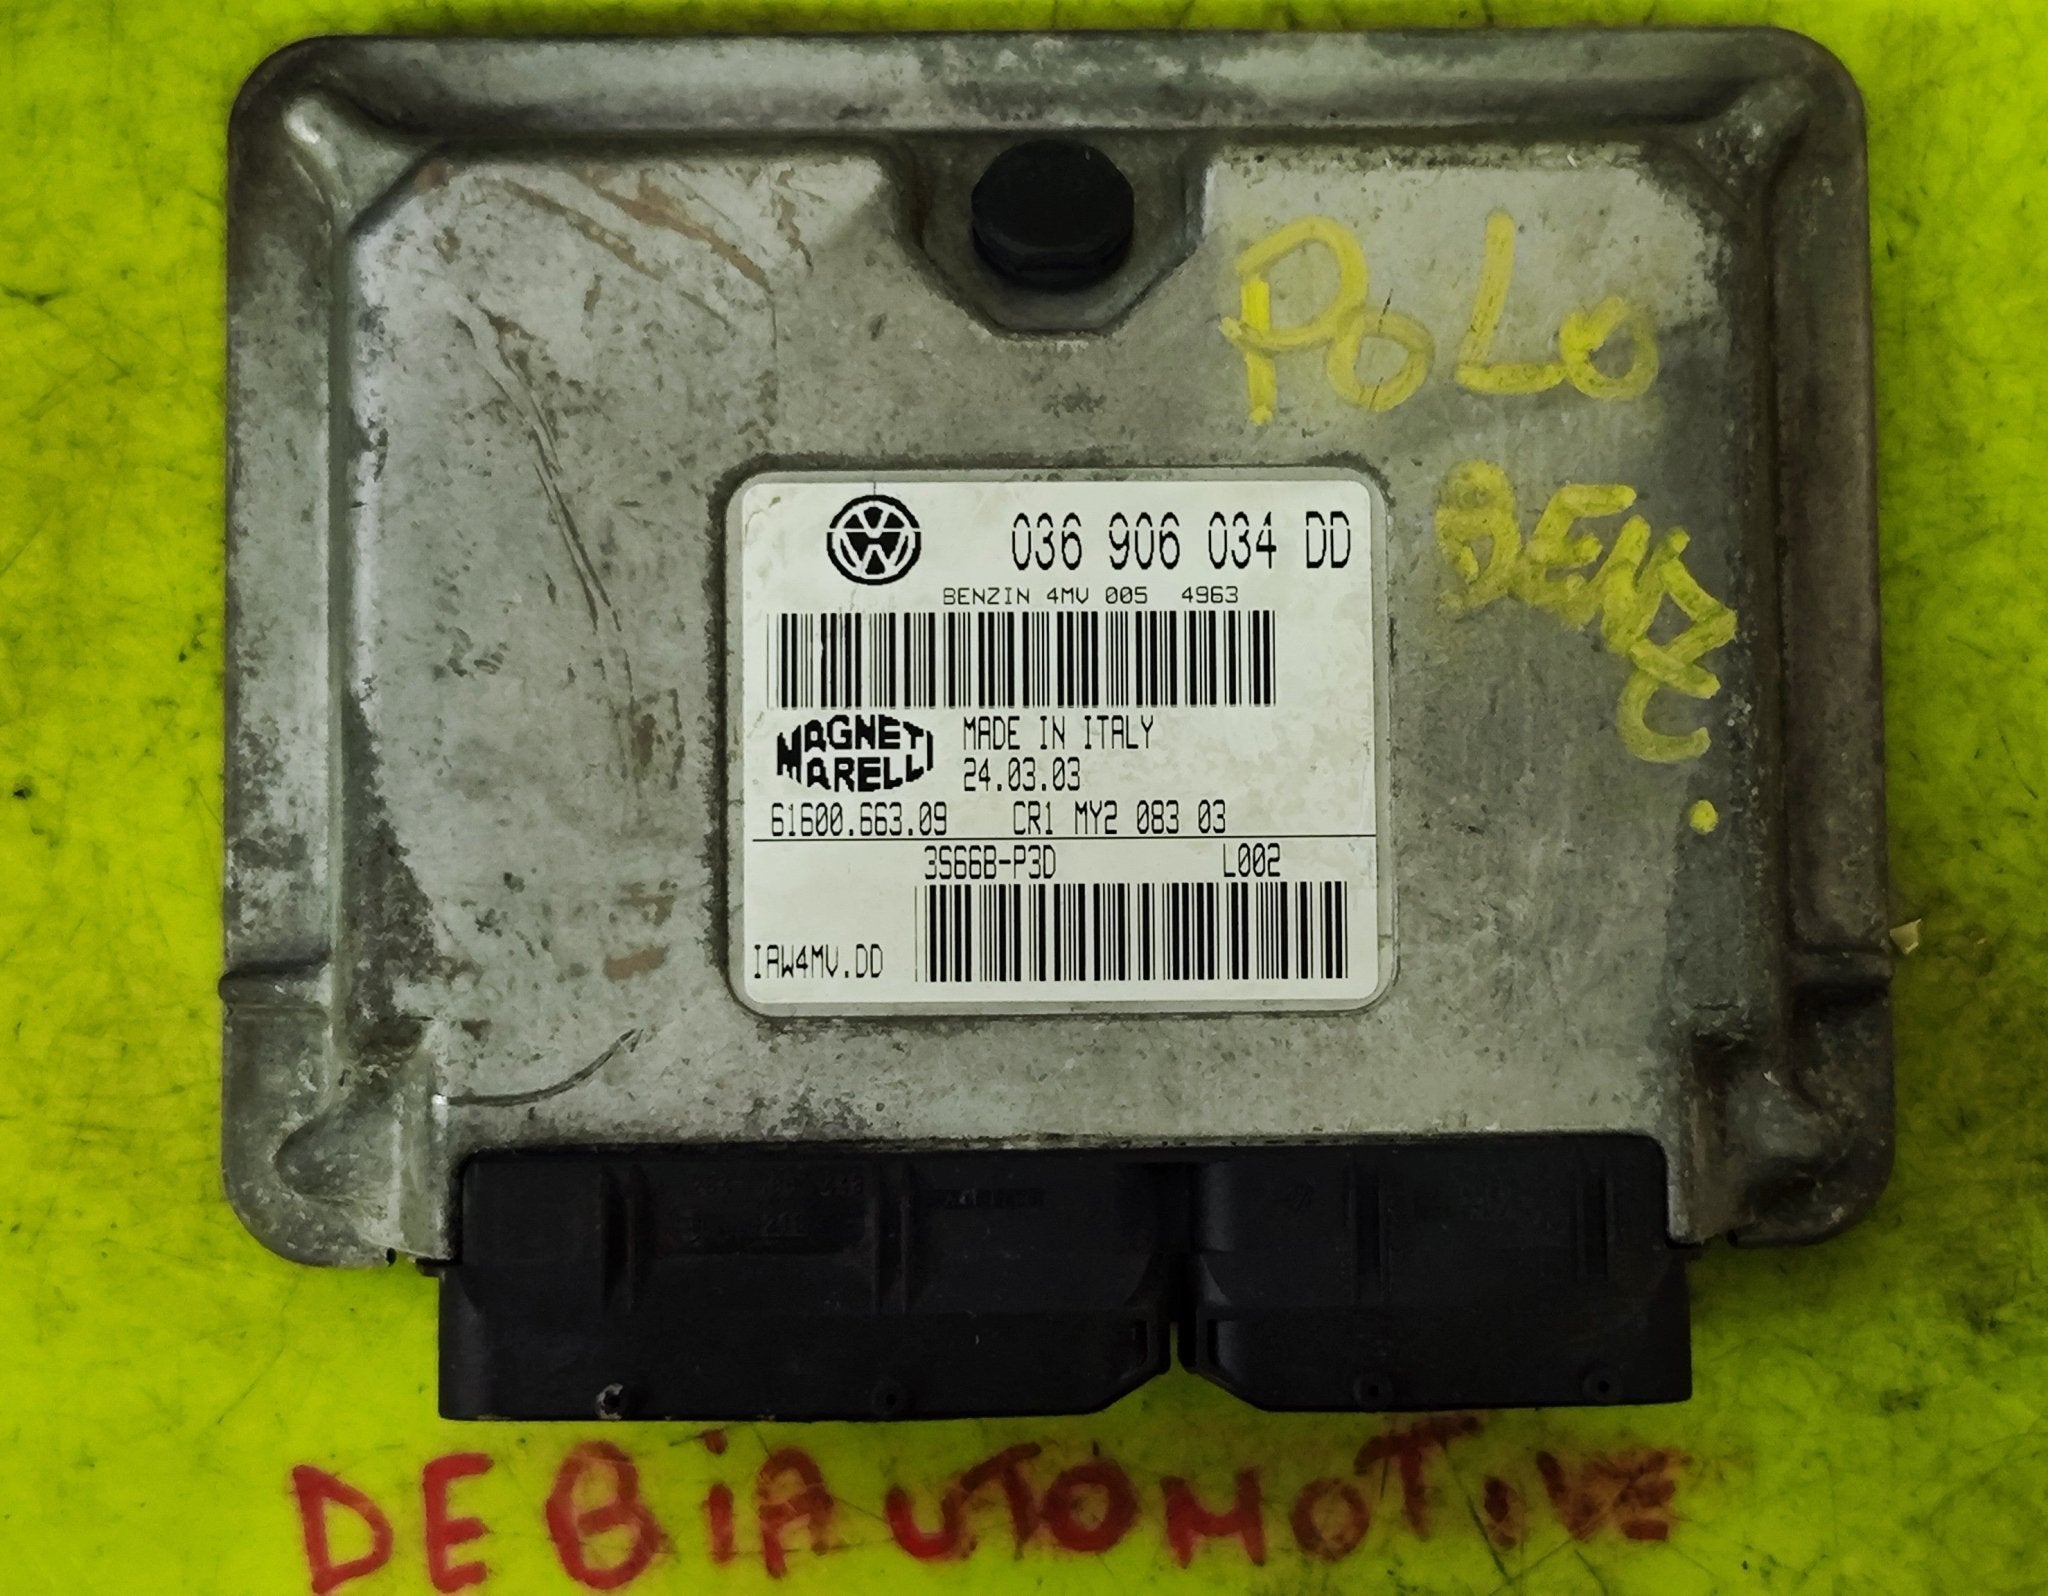 POLO
BENZ
036 906 034 DD
BENZIN 4MV 005 4963
MAGNETI MARELLI
MADE IN ITALY
24.03.03
61600.663.09 CR1 MY2 083 03
3S66B-P3D L002
IAW4MV.DD
DEBIAUTOMOTIVE